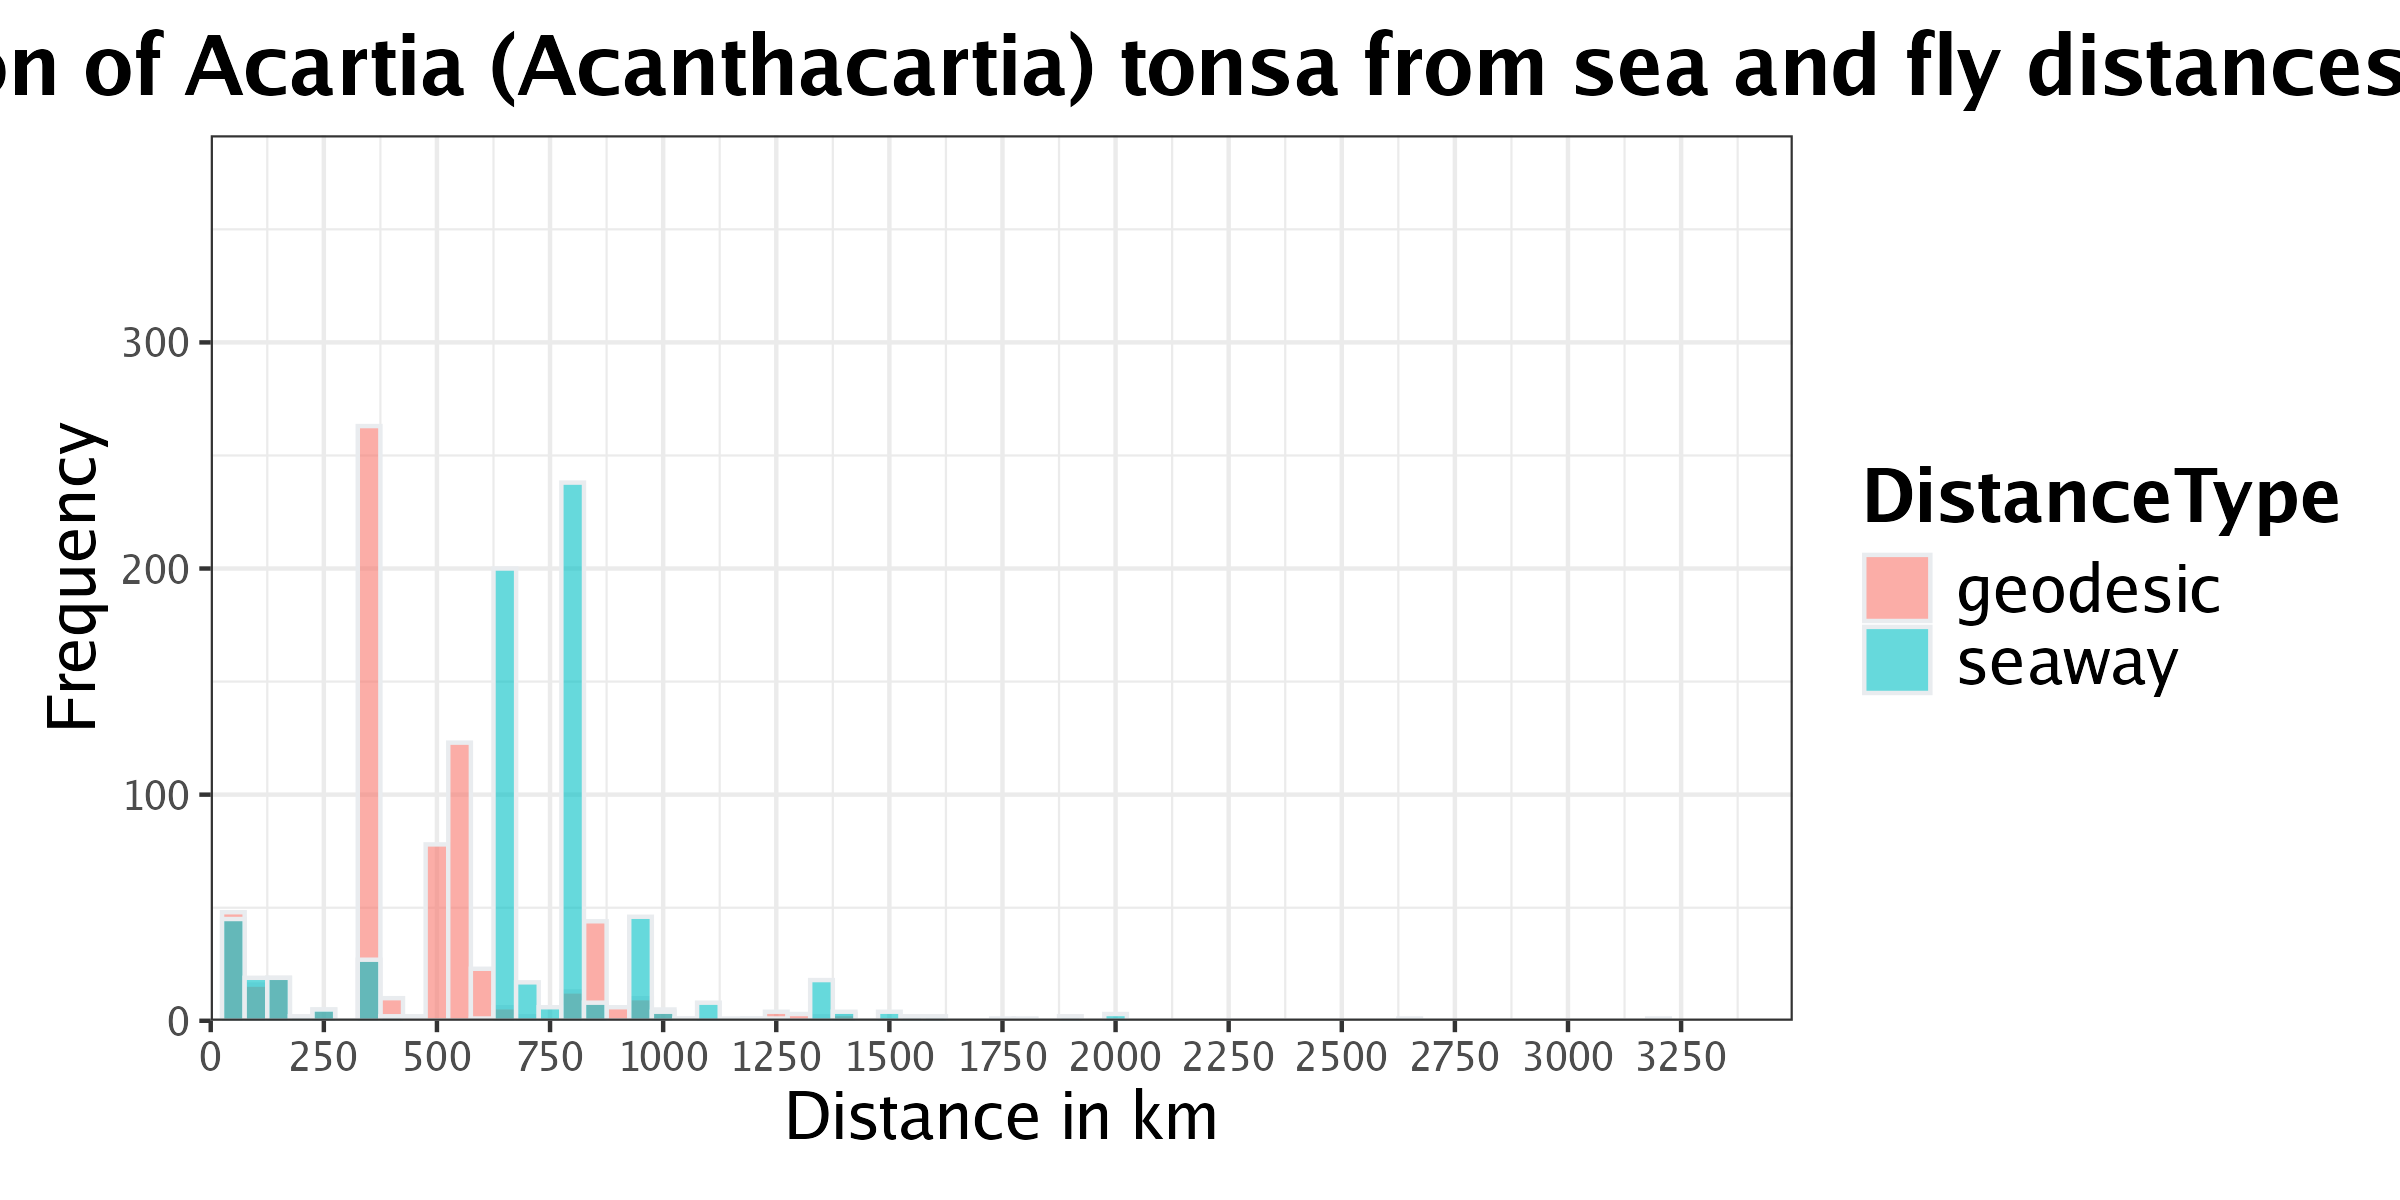 on of Acartia (Acanthacartia) tonsa from sea and fly distances
Frequency
300
200
100
0
0 250 500 750 1000 1250 1500 1750 2000 2250 2500 2750 3000 3250
Distance in km
DistanceType
geodesic
seaway